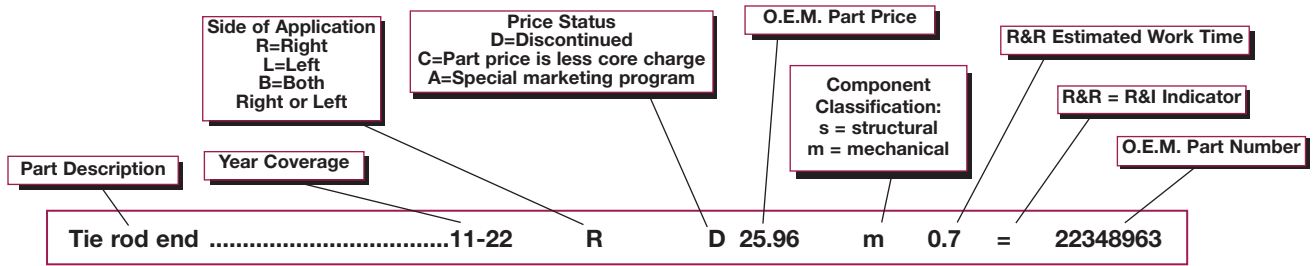 Side of Application
R=Right
L=Left
B=Both
Right or Left
Price Status
D=Discontinued
C=Part price is less core charge
A=Special marketing program
O.E.M. Part Price
R&R Estimated Work Time
Component
Classification:
s = structural
m = mechanical
R&R = R&I Indicator
O.E.M. Part Number
Part Description
Year Coverage
Tie rod end ....................................11-22 R D 25.96 m 0.7 = 22348963